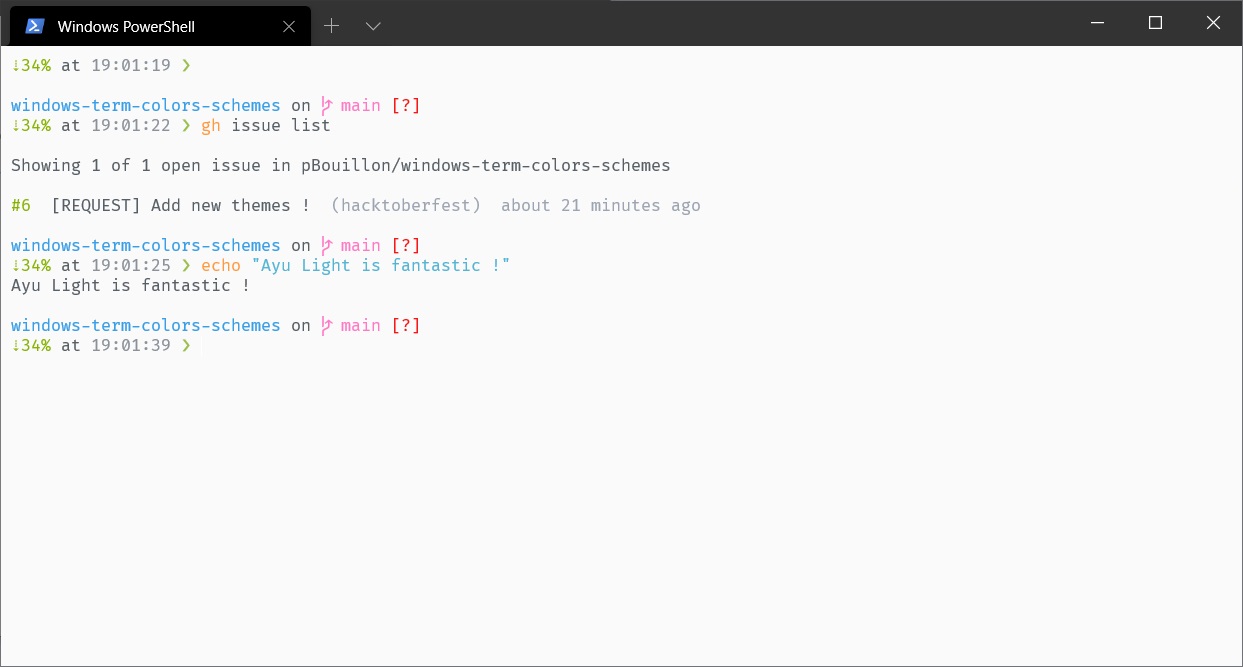 Windows PowerShell
↓34% at 19:01:19 ❯
windows-term-colors-schemes on main [?]
↓34% at 19:01:22 ❯ gh issue list
Showing 1 of 1 open issue in pBouillon/windows-term-colors-schemes
#6  [REQUEST] Add new themes !  (hacktoberfest)  about 21 minutes ago
windows-term-colors-schemes on main [?]
↓34% at 19:01:25 ❯ echo "Ayu Light is fantastic !"
Ayu Light is fantastic !
windows-term-colors-schemes on main [?]
↓34% at 19:01:39 ❯